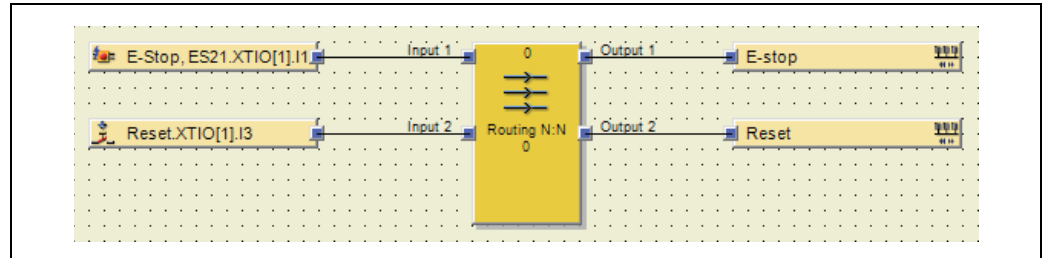 E-Stop, ES21.XTIO[1].I1 Input 1 0 Output 1 E-stop
Reset.XTIO[1].I3 Input 2 Routing N:N Output 2 Reset
0